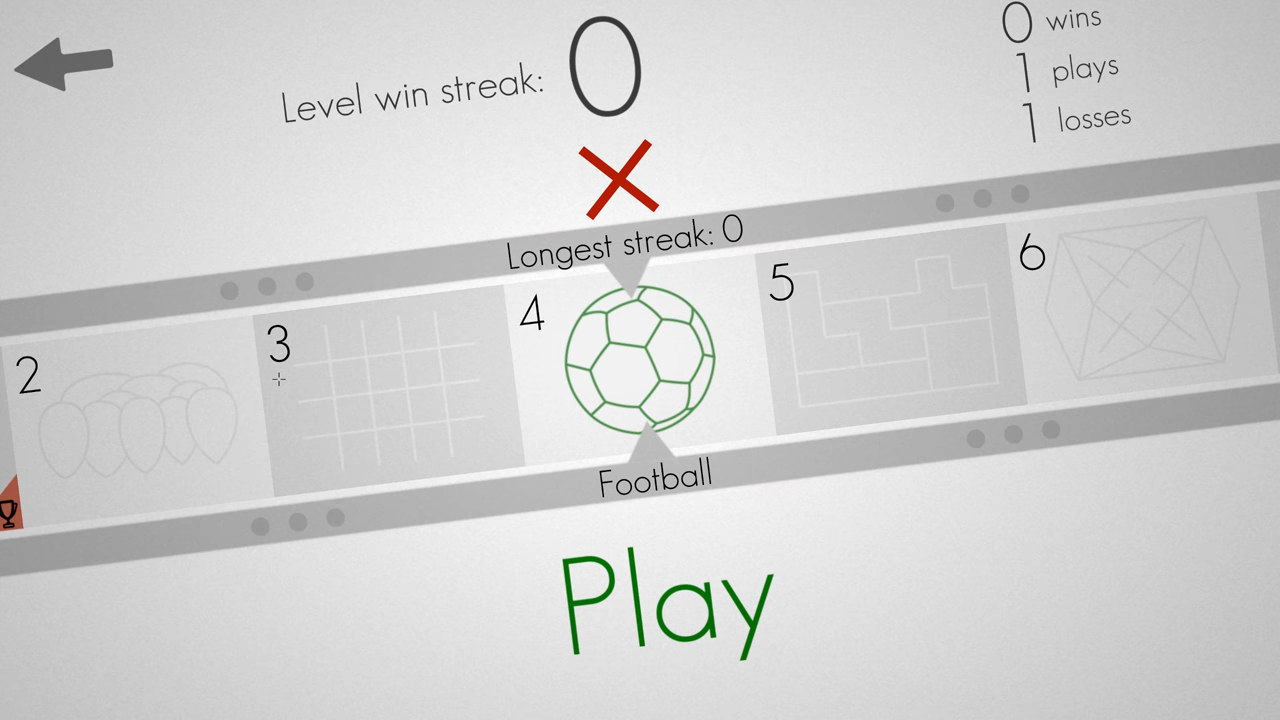 Level win streak: 0
0 wins
1 plays
1 losses
Longest streak: 0
2
3
4
5
6
Football
Play